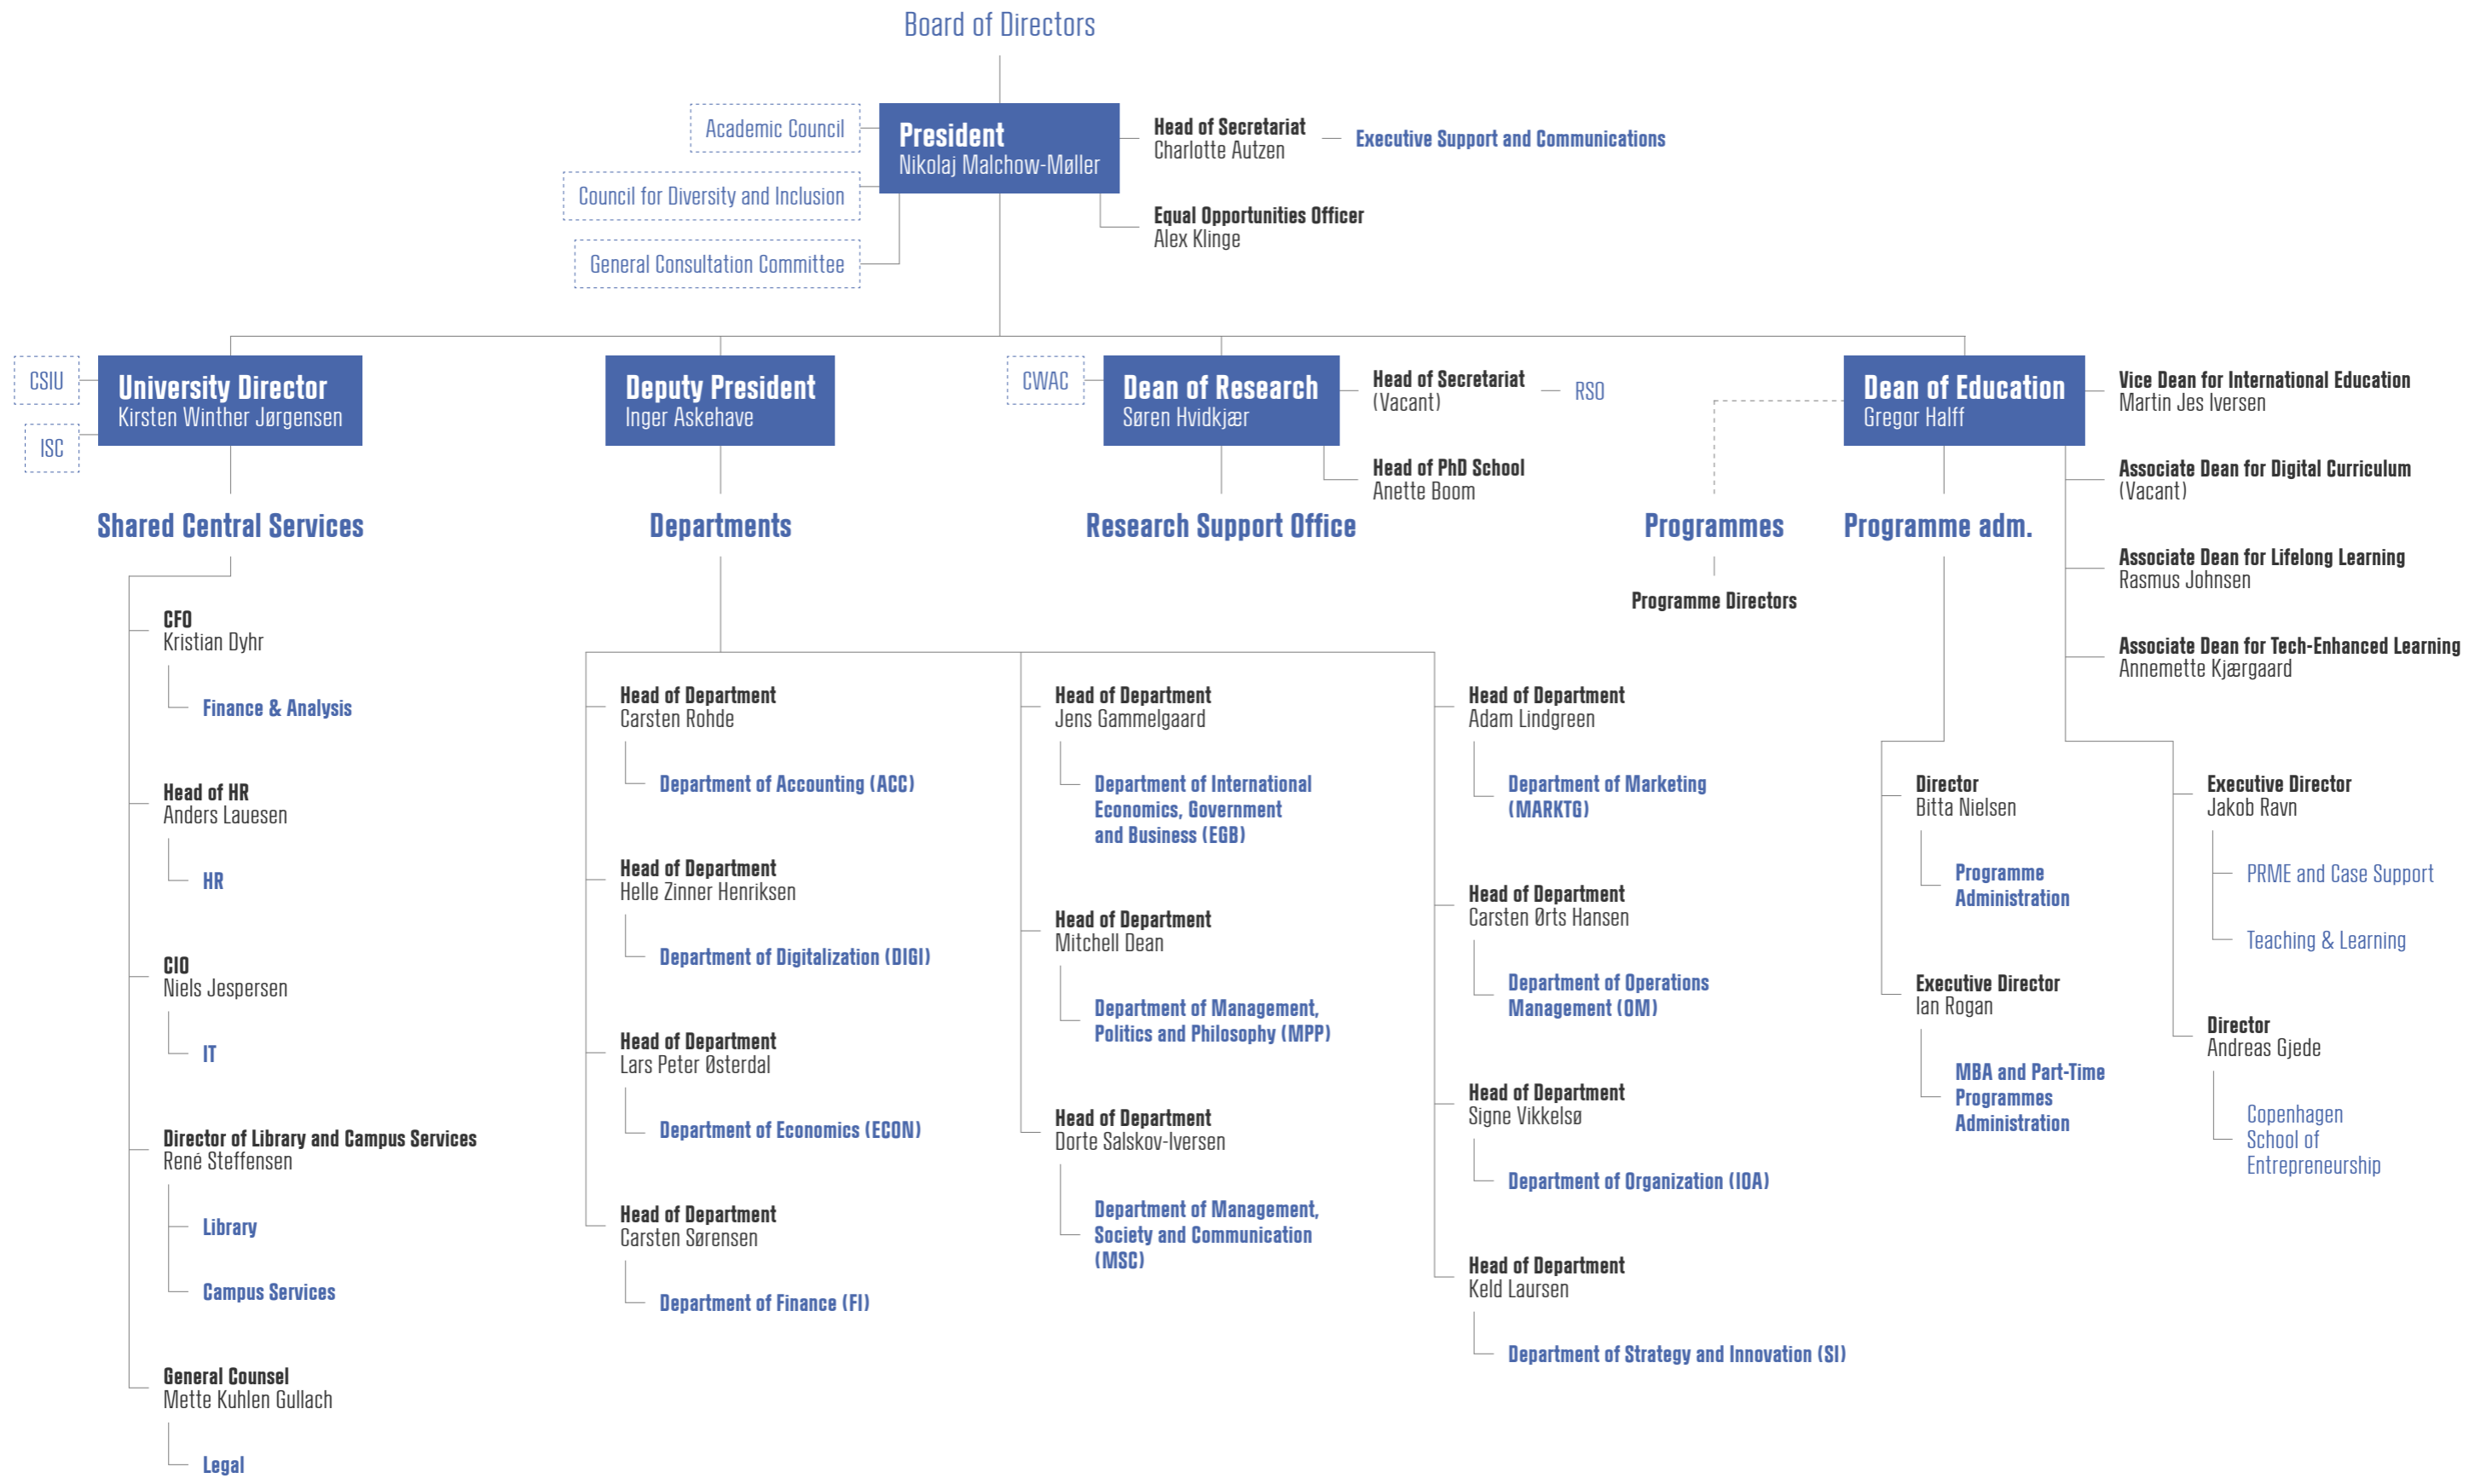 Board of Directors
Academic Council
Council for Diversity and Inclusion
General Consultation Committee
President
Nikolaj Malchow-Møller
Head of Secretariat
Charlotte Autzen
Executive Support and Communications
Equal Opportunities Officer
Alex Klinge
CSIU
ISC
University Director
Kirsten Winther Jørgensen
Deputy President
Inger Askehave
CWAC
Dean of Research
Søren Hvidkjær
Head of Secretariat
(Vacant)
RSO
Head of PhD School
Anette Boom
Dean of Education
Gregor Halff
Vice Dean for International Education
Martin Jes Iversen
Associate Dean for Digital Curriculum
(Vacant)
Associate Dean for Lifelong Learning
Rasmus Johnsen
Associate Dean for Tech-Enhanced Learning
Annemette Kjærgaard
Shared Central Services
Departments
Research Support Office
Programmes
Programme adm.
Programme Directors
CFO
Kristian Dyhr
Finance & Analysis
Head of HR
Anders Lauesen
HR
CIO
Niels Jespersen
IT
Director of Library and Campus Services
René Steffensen
Library
Campus Services
General Counsel
Mette Kuhlen Gullach
Legal
Head of Department
Carsten Rohde
Department of Accounting (ACC)
Head of Department
Helle Zinner Henriksen
Department of Digitalization (DIGI)
Head of Department
Lars Peter Østerdal
Department of Economics (ECON)
Head of Department
Carsten Sørensen
Department of Finance (FI)
Head of Department
Jens Gammelgaard
Department of International
Economics, Government
and Business (EGB)
Head of Department
Mitchell Dean
Department of Management,
Politics and Philosophy (MPP)
Head of Department
Dorte Salskov-Iversen
Department of Management,
Society and Communication
(MSC)
Head of Department
Adam Lindgreen
Department of Marketing
(MARKTG)
Head of Department
Carsten Ørts Hansen
Department of Operations
Management (OM)
Head of Department
Signe Vikkelsø
Department of Organization (IOA)
Head of Department
Keld Laursen
Department of Strategy and Innovation (SI)
Director
Bitta Nielsen
Programme
Administration
Executive Director
Ian Rogan
MBA and Part-Time
Programmes
Administration
Executive Director
Jakob Ravn
PRME and Case Support
Teaching & Learning
Director
Andreas Gjede
Copenhagen
School of
Entrepreneurship